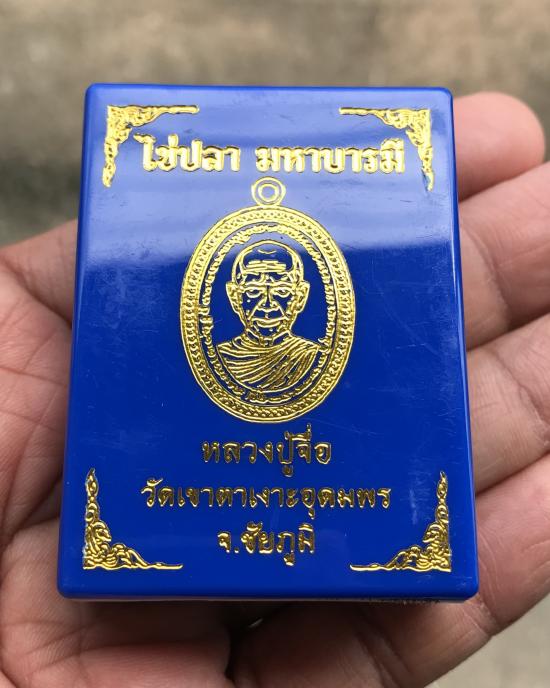 ไข่ปลา มหาบารมี
หลวงปู่จื่อ
วัดเขาตาเงาะอุดมพร
จ.ชัยภูมิ